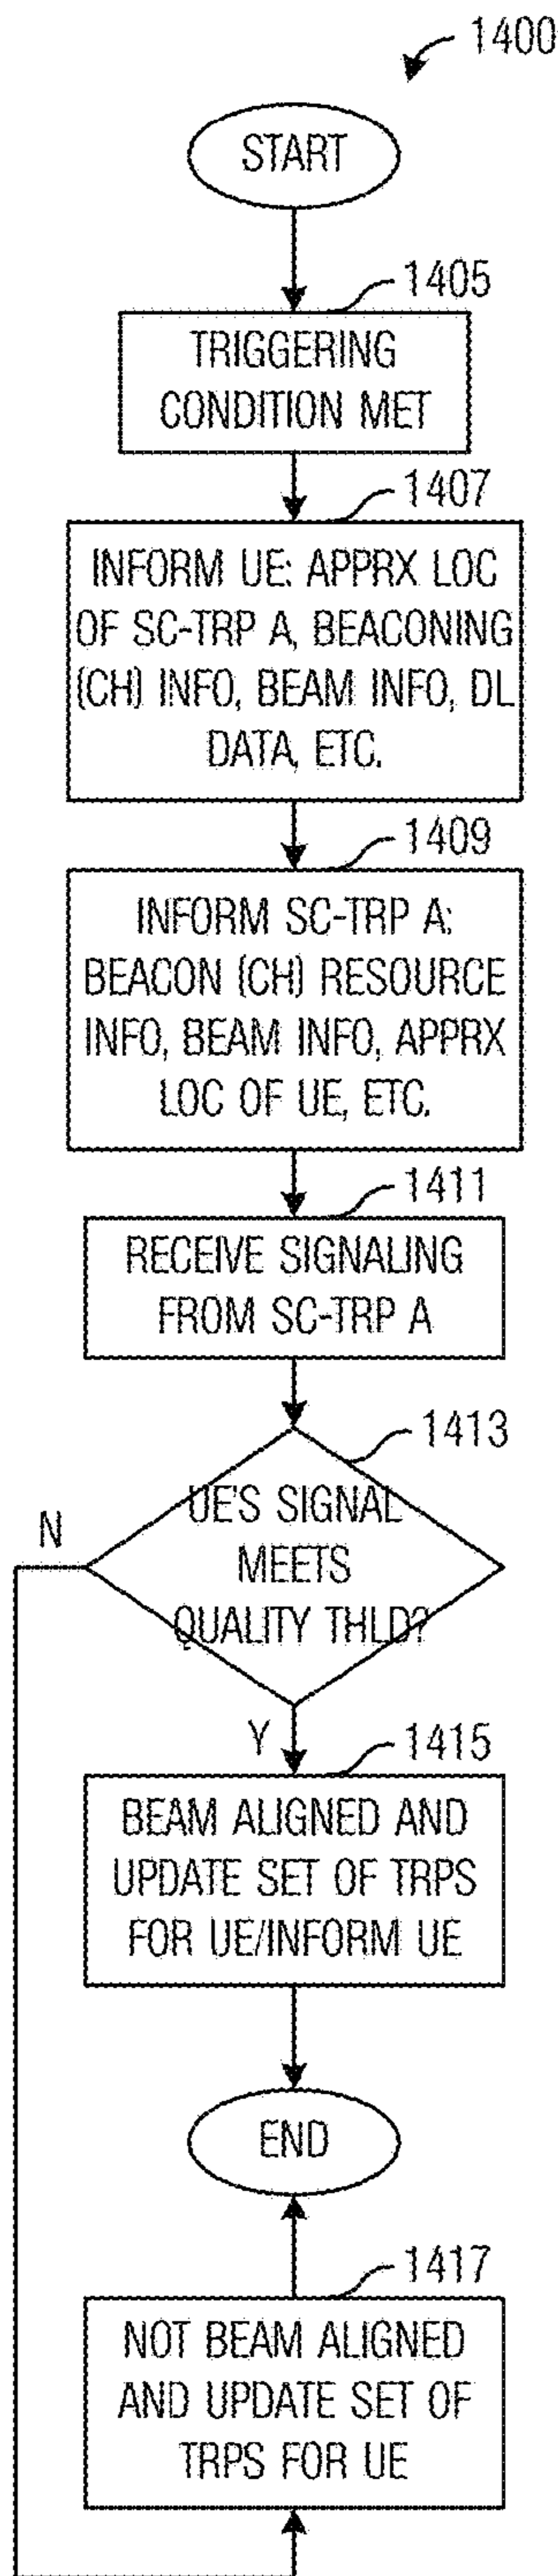 1400
START
1405
TRIGGERING
CONDITION MET
1407
INFORM UE: APPRX LOC
OF SC-TRP A, BEACONING
(CH) INFO, BEAM INFO, DL
DATA, ETC.
1409
INFORM SC-TRP A:
BEACON (CH) RESOURCE
INFO, BEAM INFO, APPRX
LOC OF UE, ETC.
1411
RECEIVE SIGNALING
FROM SC-TRP A
1413
UE'S SIGNAL
MEETS
QUALITY THLD?
N
Y
1415
BEAM ALIGNED AND
UPDATE SET OF TRPS
FOR UE/INFORM UE
END
1417
NOT BEAM ALIGNED
AND UPDATE SET OF
TRPS FOR UE